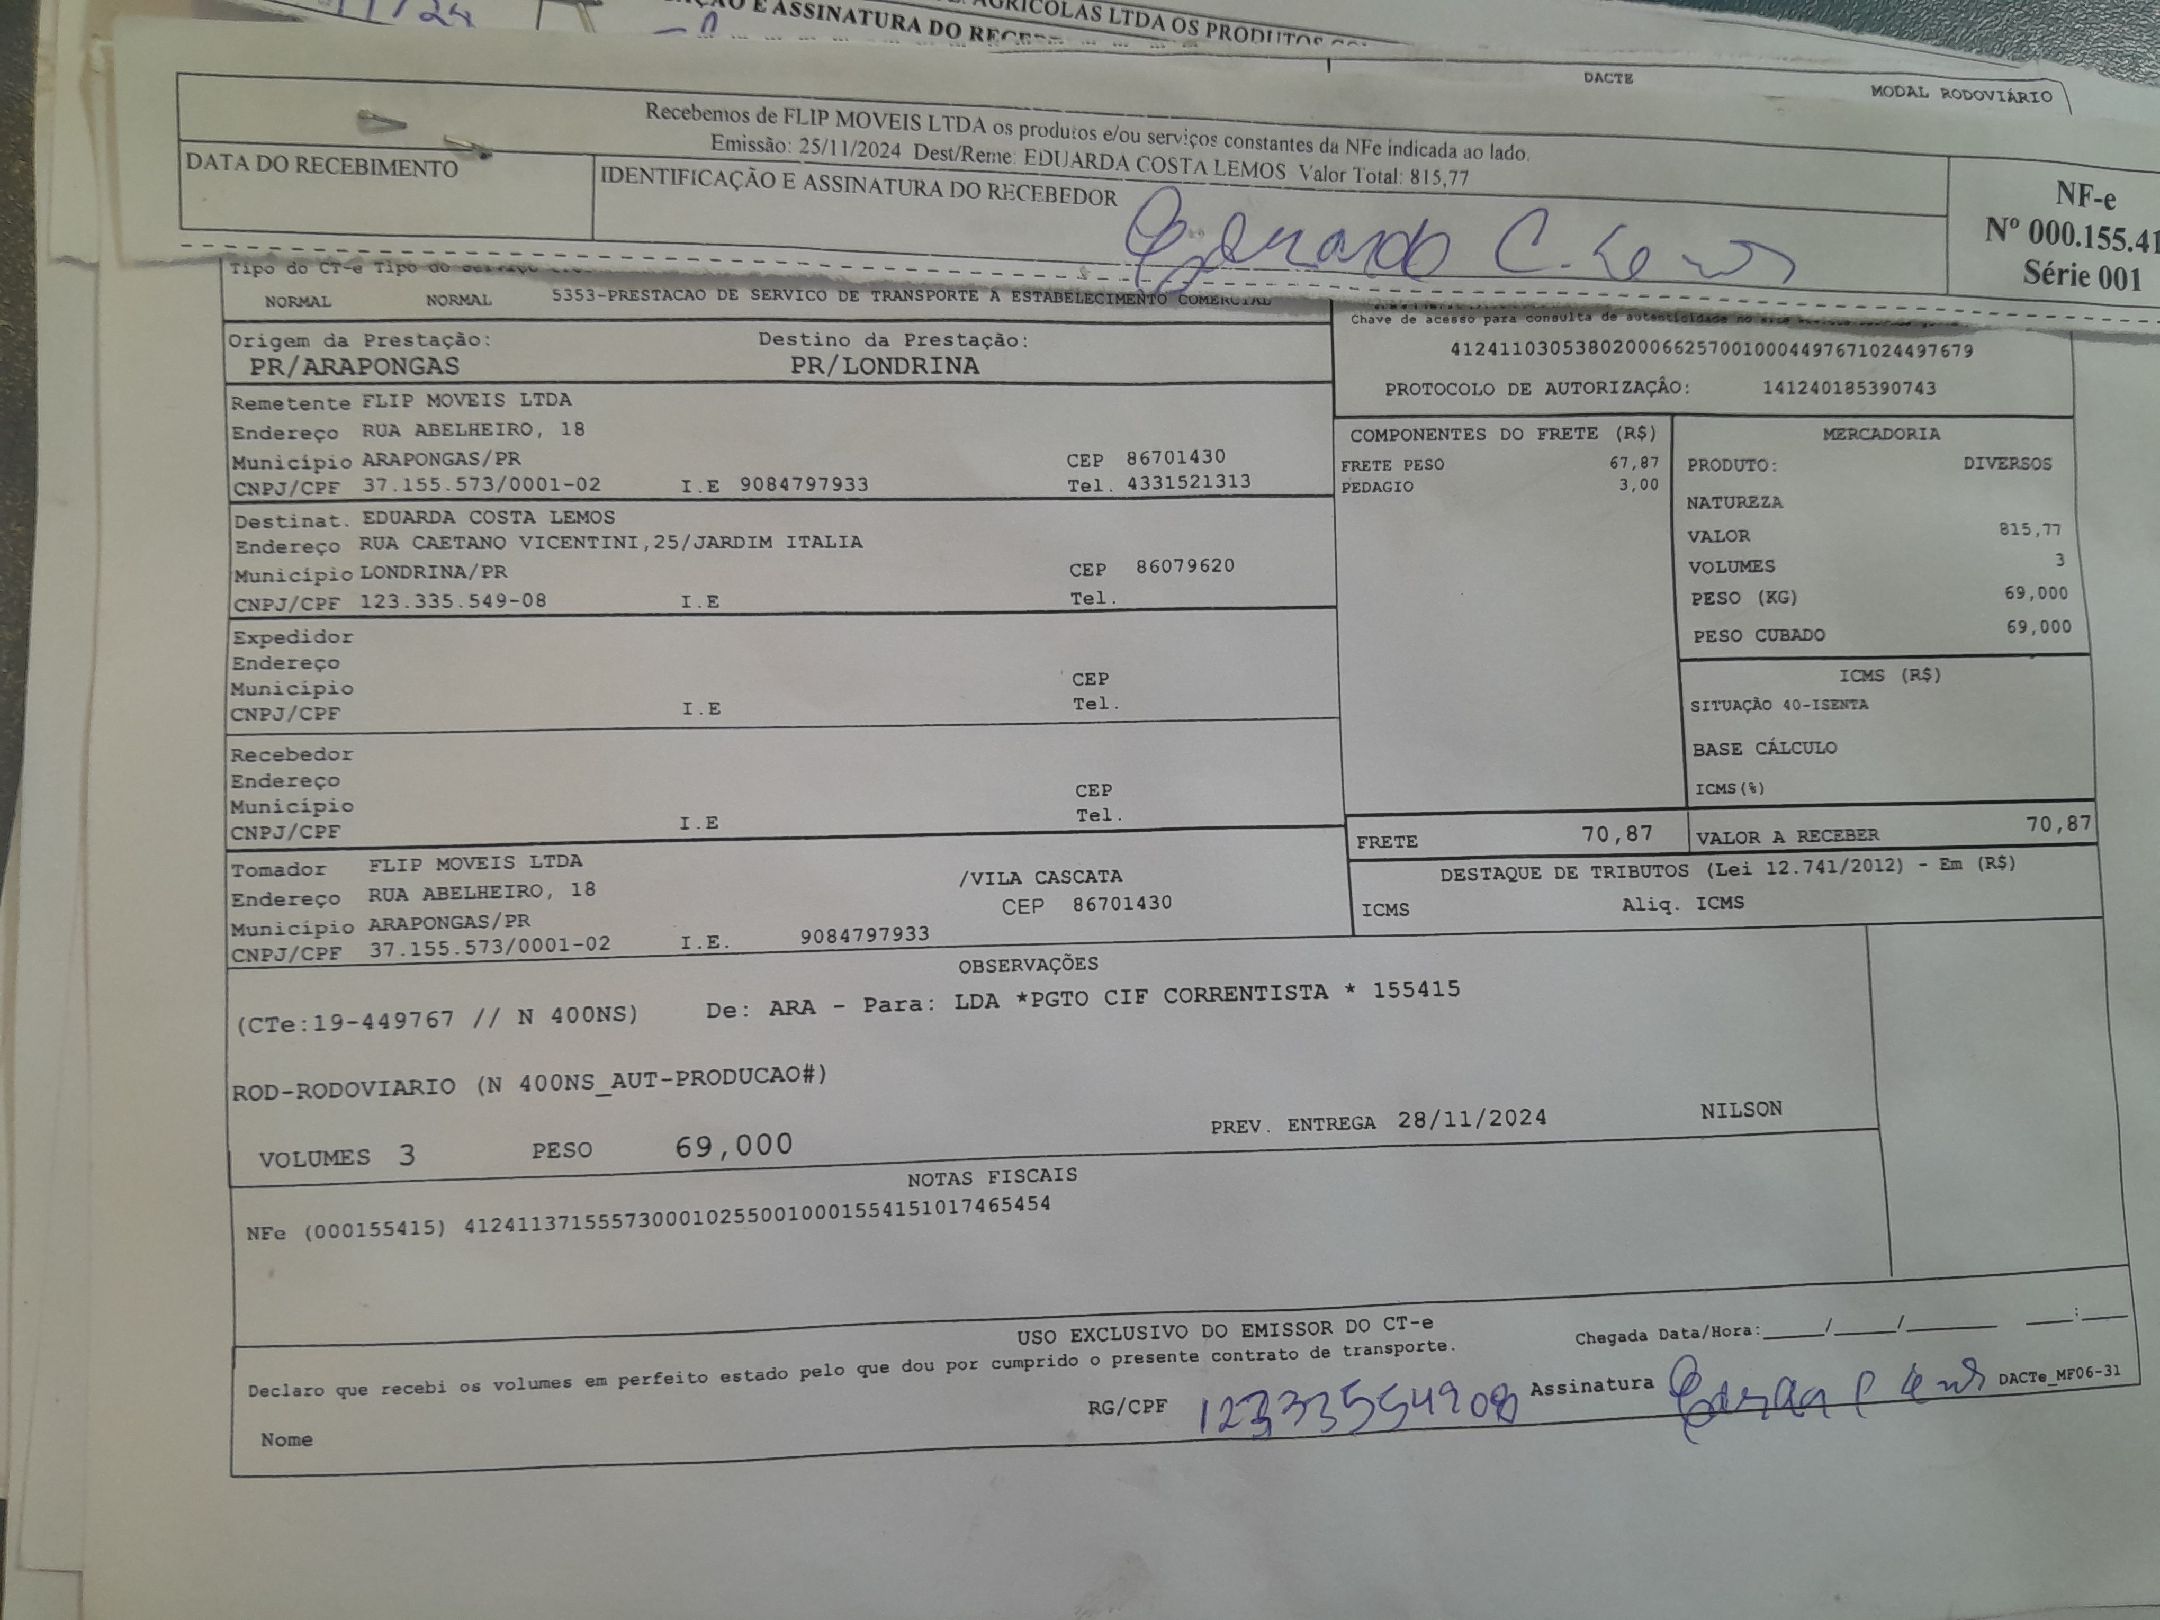 11/24
AGRICOLAS LTDA OS PRODUTOS
E ASSINATURA DO RECEBE
DACTE
MODAL RODOVIÁRIO
Recebemos de FLIP MOVEIS LTDA os produtos e/ou serviços constantes da NFe indicada ao lado.
Emissão: 25/11/2024 Dest/Reme: EDUARDA COSTA LEMOS Valor Total: 815,77
DATA DO RECEBIMENTO
IDENTIFICAÇÃO E ASSINATURA DO RECEBEDOR
Eduarda C. Lemos
NF-e
Nº 000.155.41
Série 001
Tipo do CT-e Tipo do
NORMAL NORMAL 5353-PRESTACAO DE SERVICO DE TRANSPORTE A ESTABELECIMENTO COMERCIAL
Chave de acesso para consulta de autenticidade no site
41241103053802000662570010004497671024497679
PROTOCOLO DE AUTORIZAÇÃO: 141240185390743
Origem da Prestação: Destino da Prestação:
PR/ARAPONGAS PR/LONDRINA
Remetente FLIP MOVEIS LTDA
Endereço RUA ABELHEIRO, 18
Município ARAPONGAS/PR CEP 86701430
CNPJ/CPF 37.155.573/0001-02 I.E 9084797933 Tel. 4331521313
Destinat. EDUARDA COSTA LEMOS
Endereço RUA CAETANO VICENTINI,25/JARDIM ITALIA
Município LONDRINA/PR CEP 86079620
CNPJ/CPF 123.335.549-08 I.E Tel.
Expedidor
Endereço
Município CEP
CNPJ/CPF I.E Tel.
Recebedor
Endereço
Município CEP
CNPJ/CPF I.E Tel.
Tomador FLIP MOVEIS LTDA
Endereço RUA ABELHEIRO, 18 /VILA CASCATA
Município ARAPONGAS/PR CEP 86701430
CNPJ/CPF 37.155.573/0001-02 I.E. 9084797933
COMPONENTES DO FRETE (R$)
FRETE PESO 67,87
PEDAGIO 3,00
MERCADORIA
PRODUTO: DIVERSOS
NATUREZA
VALOR 815,77
VOLUMES 3
PESO (KG) 69,000
PESO CUBADO 69,000
ICMS (R$)
SITUAÇÃO 40-ISENTA
BASE CÁLCULO
ICMS(%)
FRETE 70,87 VALOR A RECEBER 70,87
DESTAQUE DE TRIBUTOS (Lei 12.741/2012) - Em (R$)
ICMS Aliq. ICMS
OBSERVAÇÕES
(CTe:19-449767 // N 400NS) De: ARA - Para: LDA *PGTO CIF CORRENTISTA * 155415
ROD-RODOVIARIO (N 400NS_AUT-PRODUCAO#)
VOLUMES 3 PESO 69,000 PREV. ENTREGA 28/11/2024 NILSON
NOTAS FISCAIS
NFe (000155415) 41241137155573000102550010001554151017465454
USO EXCLUSIVO DO EMISSOR DO CT-e
Declaro que recebi os volumes em perfeito estado pelo que dou por cumprido o presente contrato de transporte.
Chegada Data/Hora:____/____/______ ___:___
Nome RG/CPF 12333554908 Assinatura Eduarda C Lemos DACTe_MF06-31